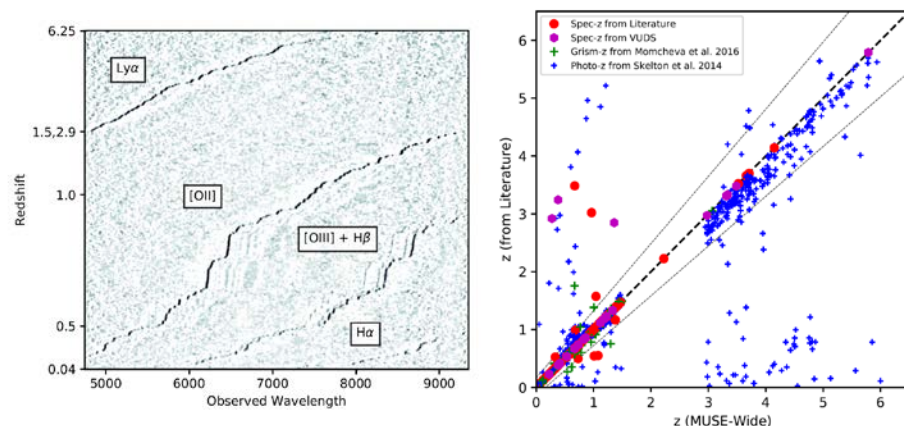 6.25
Lyα
1.5,2.9
1.0
[OII]
[OIII] + Hβ
0.5
Hα
0.04
Redshift
5000 6000 7000 8000 9000
Observed Wavelength
Spec-z from Literature
Spec-z from VUDS
Grism-z from Momcheva et al. 2016
Photo-z from Skelton et al. 2014
6
5
4
3
2
1
0
z (from Literature)
0 1 2 3 4 5 6
z (MUSE-Wide)